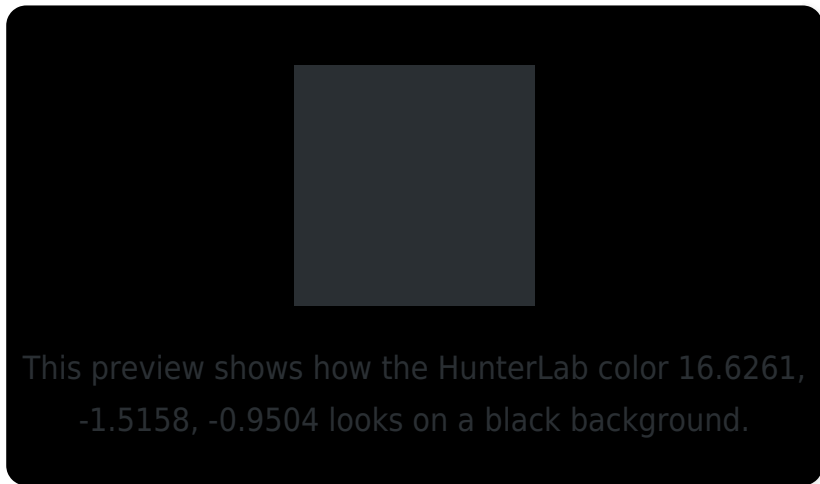 This preview shows how the HunterLab color 16.6261,
-1.5158, -0.9504 looks on a black background.